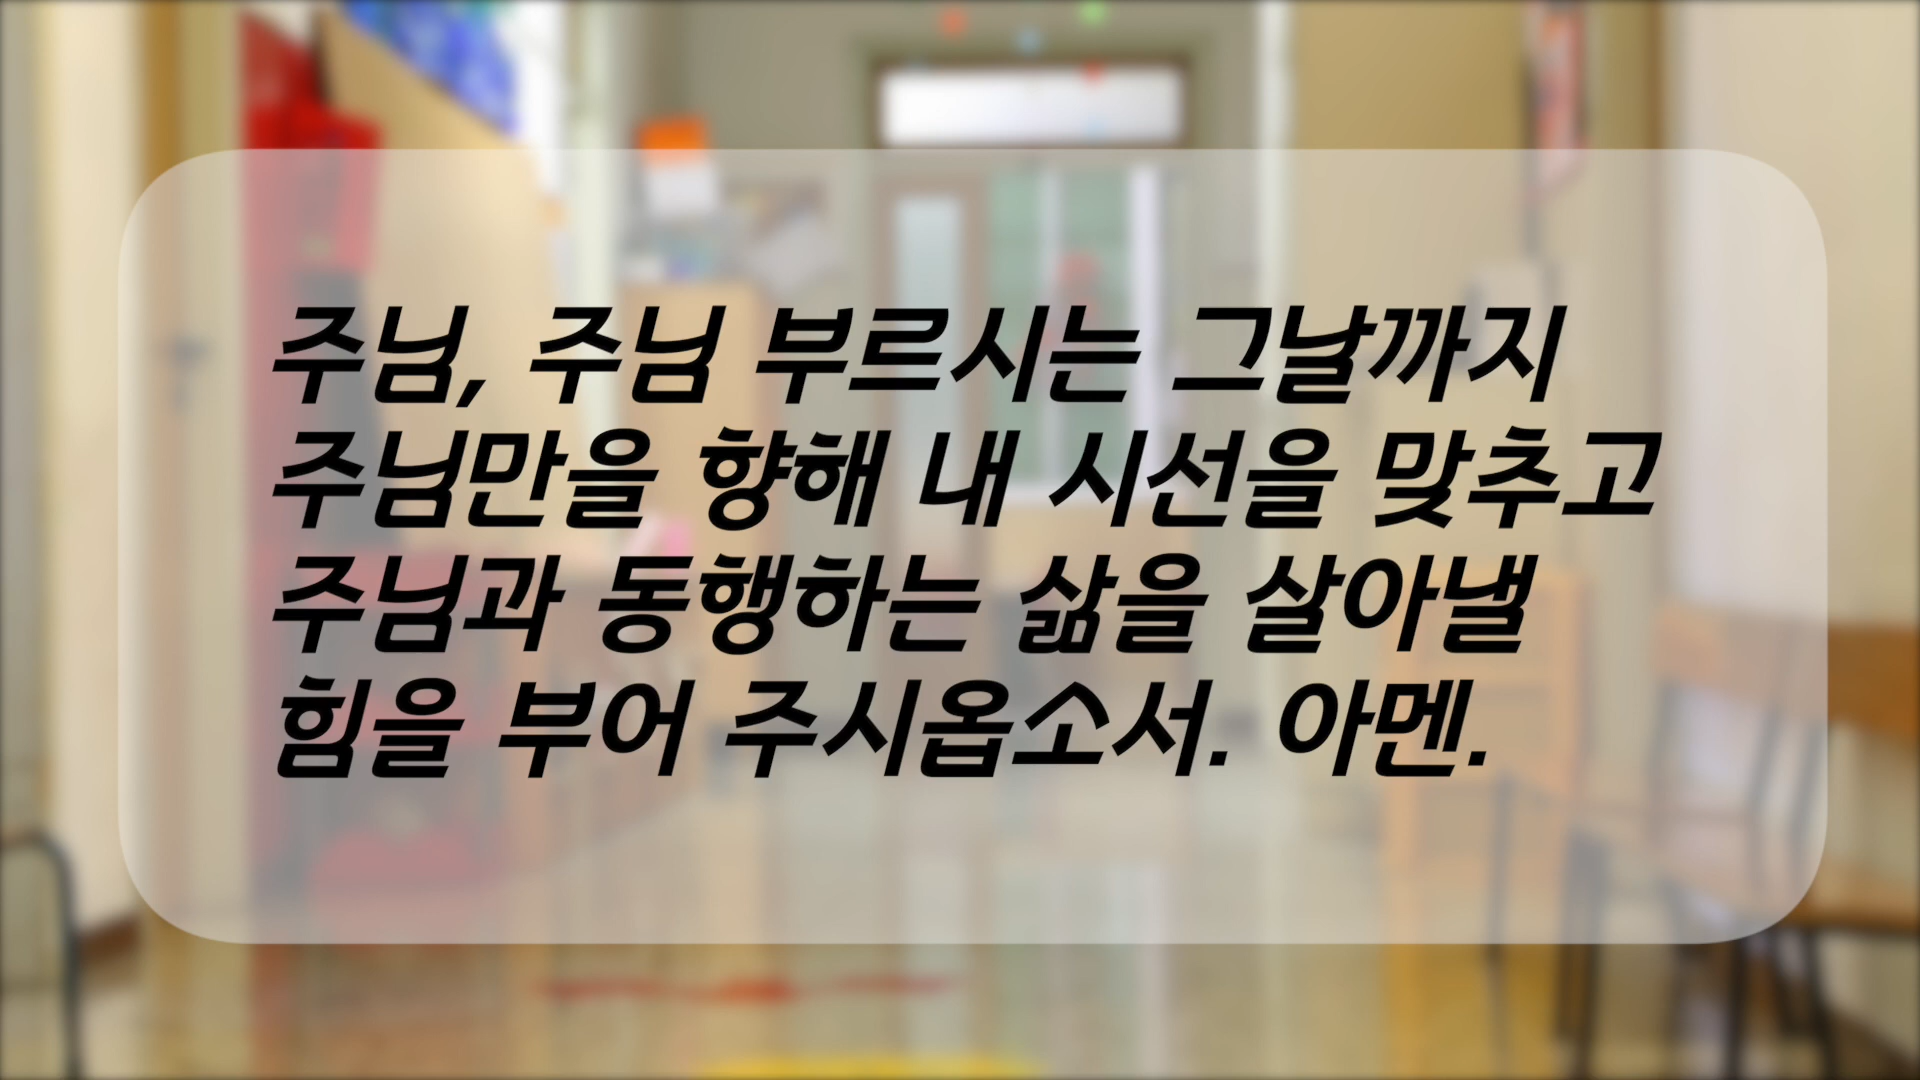 주님, 주님 부르시는 그날까지
주님만을 향해 내 시선을 맞추고
주님과 동행하는 삶을 살아낼
힘을 부어 주시옵소서. 아멘.